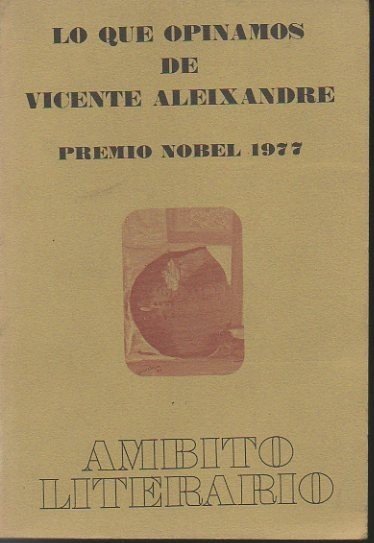 LO QUE OPINAMOS
DE
VICENTE ALEIXANDRE
PREMIO NOBEL 1977
AMBITO
LITERARIO